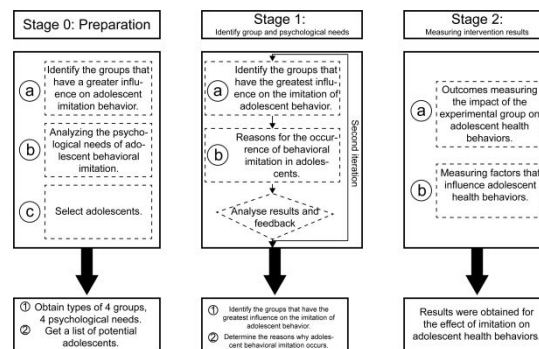 Stage 0: Preparation
a
Identify the groups that
have a greater influ-
ence on adolescent
imitation behavior.
b
Analyzing the psycho-
logical needs of ado-
lescent behavioral
imitation.
c
Select adolescents.
① Obtain types of 4 groups,
4 psychological needs.
② Get a list of potential
adolescents.
Stage 1:
Identify group and psychological needs
a
Identify the groups that
have the greatest influ-
ence on the imitation of
adolescent behavior.
b
Reasons for the occur-
rence of behavioral
imitation in adoles-
cents.
Analyse results and
feedback
Second iteration
① Identify the groups that have the
greatest influence on the imitation of
adolescent behavior.
② Determine the reasons why adoles-
cent behavioral imitation occurs.
Stage 2:
Measuring intervention results
a
Outcomes measuring
the impact of the
experimental group on
adolescent health
behaviors.
b
Measuring factors that
influence adolescent
health behaviors.
Results were obtained for
the effect of imitation on
adolescent health behaviors.